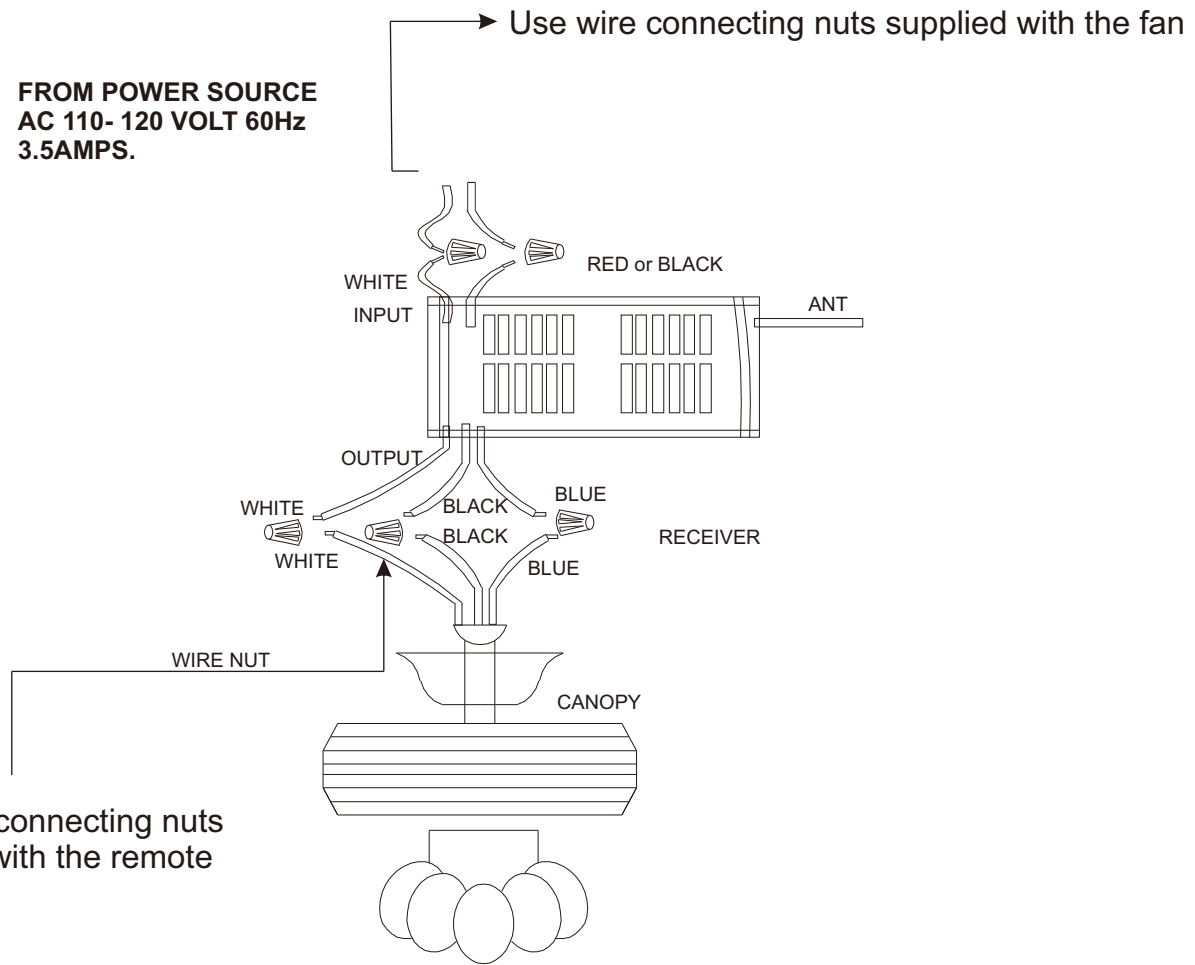 Use wire connecting nuts supplied with the fan
FROM POWER SOURCE
AC 110- 120 VOLT 60Hz
3.5AMPS.
RED or BLACK
WHITE
INPUT
ANT
OUTPUT
WHITE
BLACK
BLUE
BLACK
RECEIVER
WHITE
BLUE
WIRE NUT
CANOPY
connecting nuts
with the remote